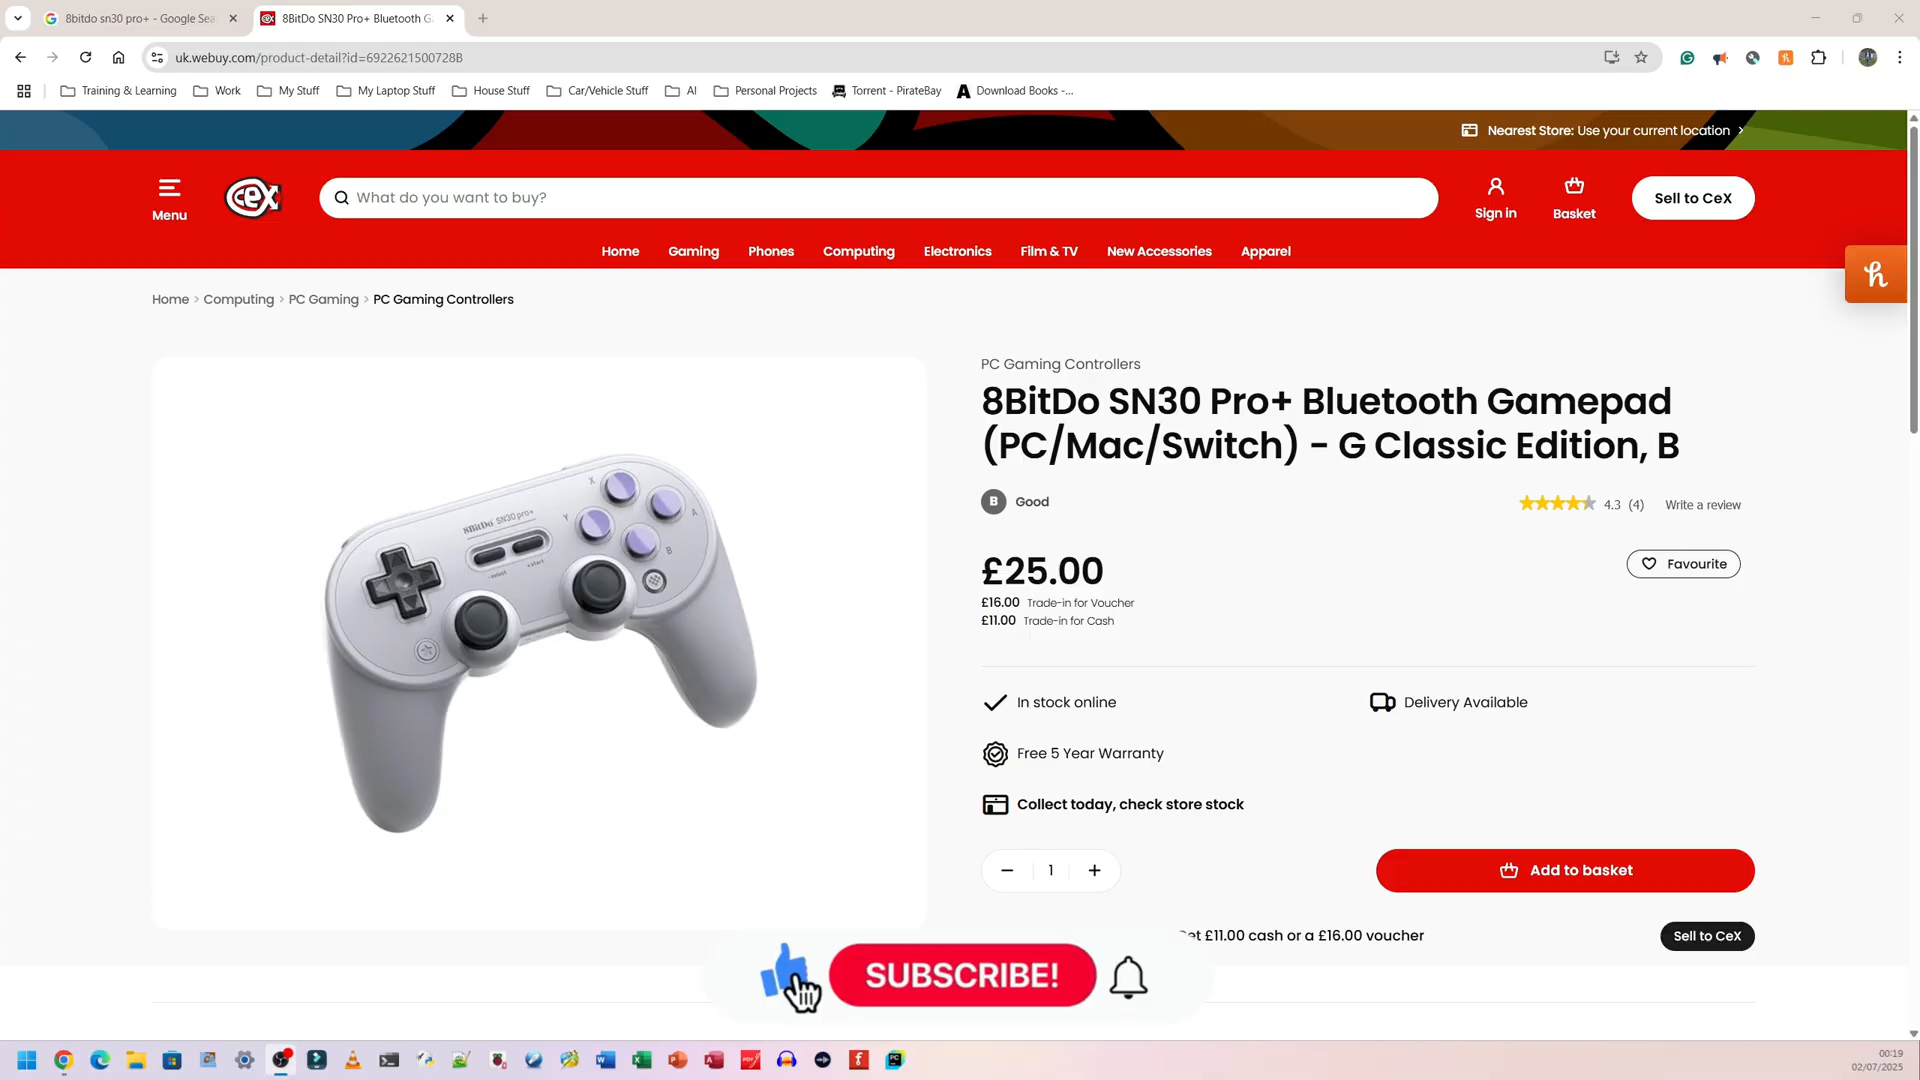 8bitdo sn30 pro+ - Google Sea
8BitDo SN30 Pro+ Bluetooth G
uk.webuy.com/product-detail?id=6922621500728B
Training & Learning
Work
My Stuff
My Laptop Stuff
House Stuff
Car/Vehicle Stuff
AI
Personal Projects
Torrent - PirateBay
Download Books -...
Nearest Store: Use your current location
Menu
CeX
What do you want to buy?
Sign in
Basket
Sell to CeX
Home
Gaming
Phones
Computing
Electronics
Film & TV
New Accessories
Apparel
Home > Computing > PC Gaming > PC Gaming Controllers
PC Gaming Controllers
8BitDo SN30 Pro+ Bluetooth Gamepad
(PC/Mac/Switch) - G Classic Edition, B
B Good
4.3 (4)
Write a review
£25.00
Favourite
£16.00 Trade-in for Voucher
£11.00 Trade-in for Cash
In stock online
Delivery Available
Free 5 Year Warranty
Collect today, check store stock
1
Add to basket
et £11.00 cash or a £16.00 voucher
Sell to CeX
8BitDo SN30 pro+
select
start
X
Y
A
B
SUBSCRIBE!
00:19
02/07/2025